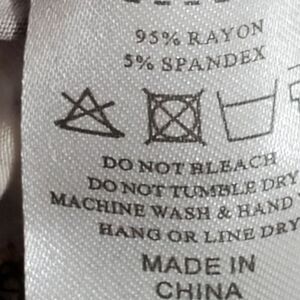 95% RAYON
5% SPANDEX
DO NOT BLEACH
DO NOT TUMBLE DRY
MACHINE WASH & HAND
HANG OR LINE DRY
MADE IN
CHINA